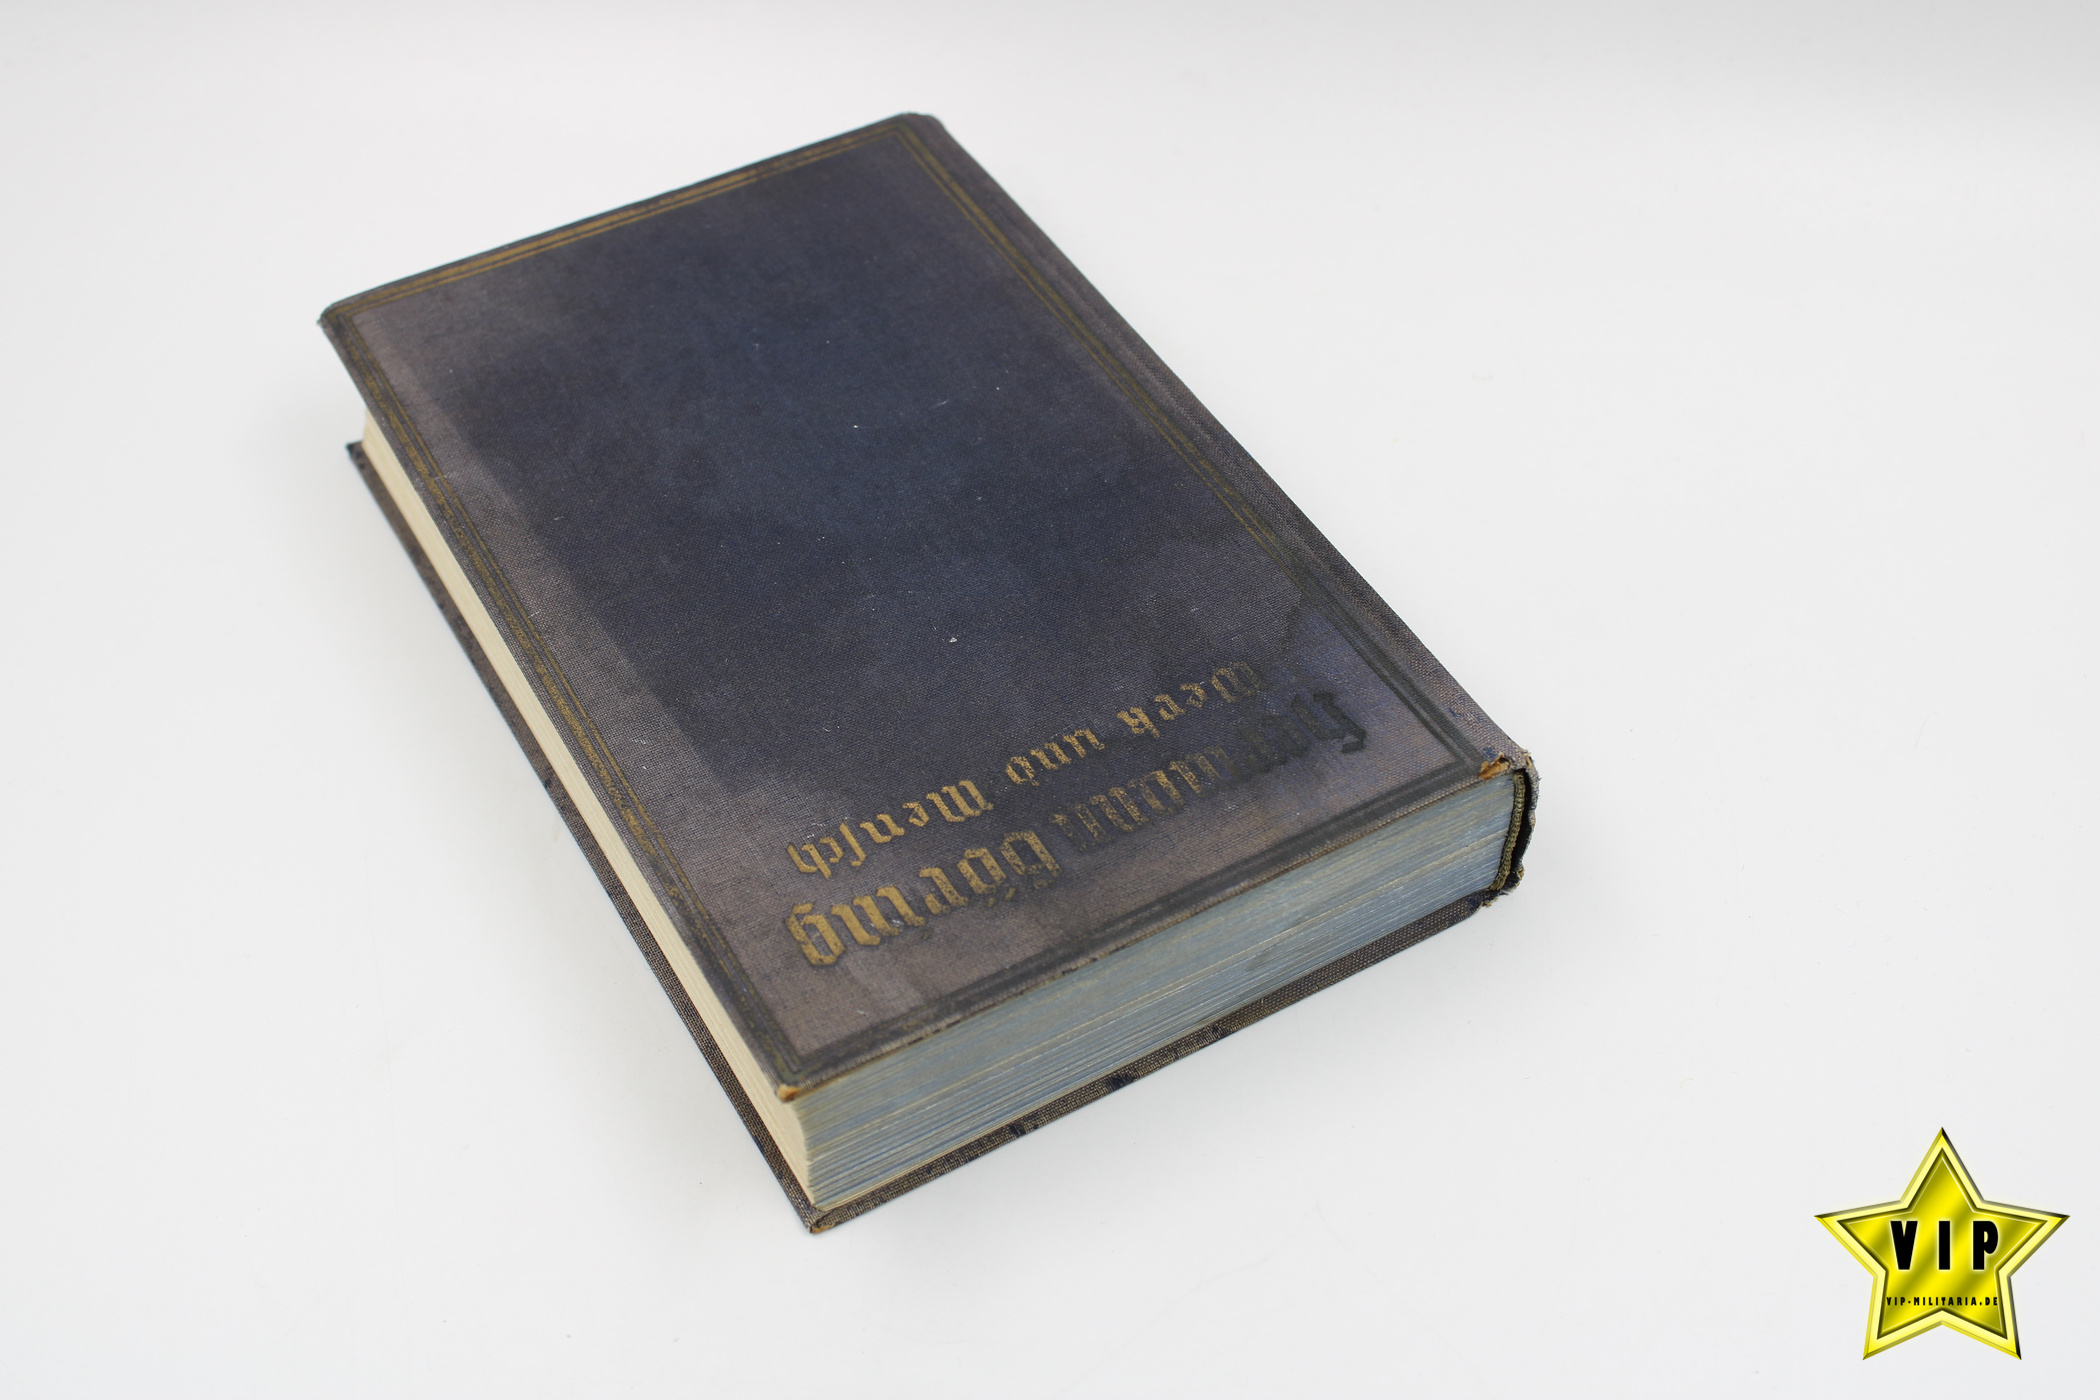 Hermann Göring
Werk und Mensch
VIP
VIP-MILITARIA.DE